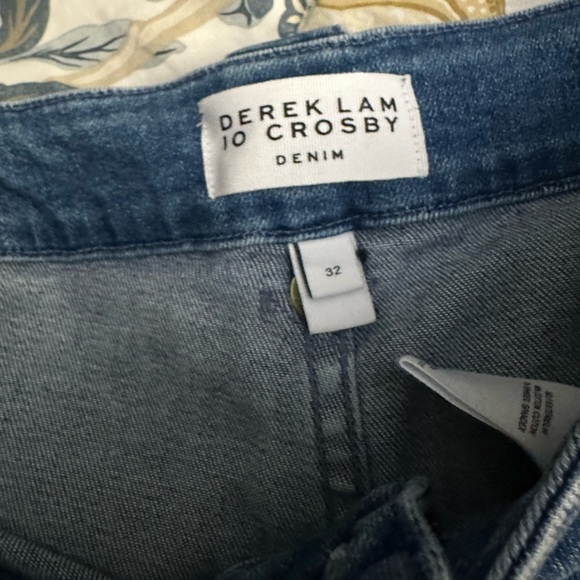 DEREK LAM
10 CROSBY
DENIM
32